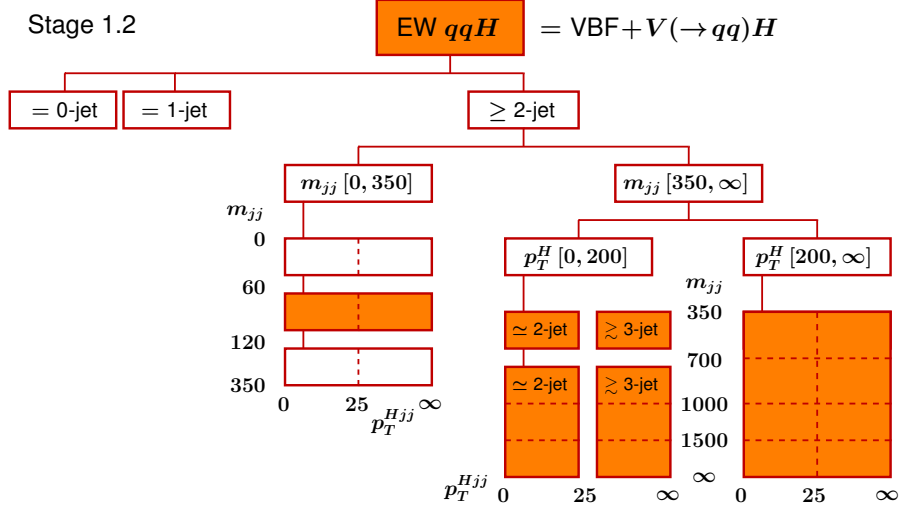 Stage 1.2
EW qqH = VBF+V(→qq)H
= 0-jet
= 1-jet
≥ 2-jet
m_jj [0, 350]
m_jj [350, ∞]
m_jj
0
60
120
350
0 25 ∞
p_T^Hjj
p_T^H [0, 200]
p_T^H [200, ∞]
≃ 2-jet
≳ 3-jet
≃ 2-jet
≳ 3-jet
m_jj
350
700
1000
1500
∞
p_T^Hjj 0 25 ∞
0 25 ∞